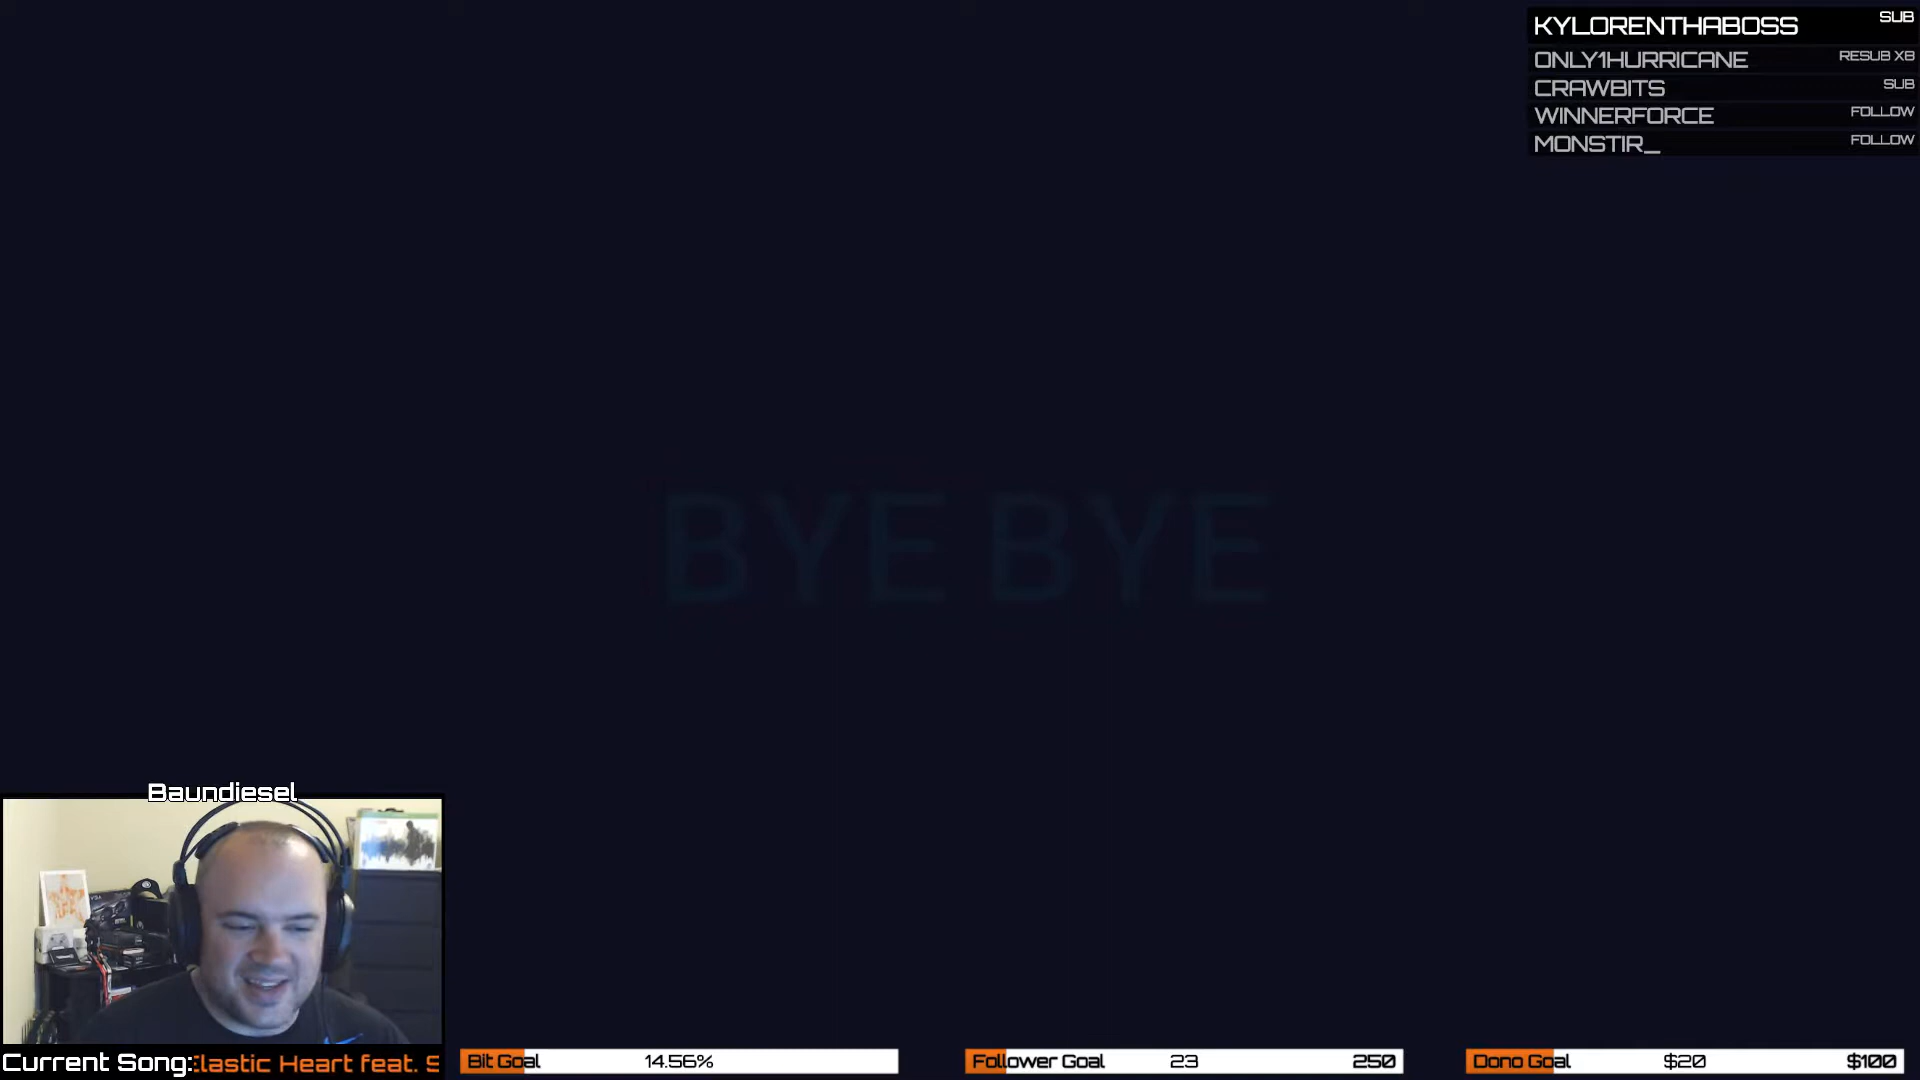 KYLORENTHABOSS SUB
ONLY1HURRICANE RESUB X8
CRAWBITS SUB
WINNERFORCE FOLLOW
MONSTIR_ FOLLOW
BYE BYE
Baundiesel
Current Song: Elastic Heart feat. S
Bit Goal 14.56%
Follower Goal 23 250
Dono Goal $20 $100